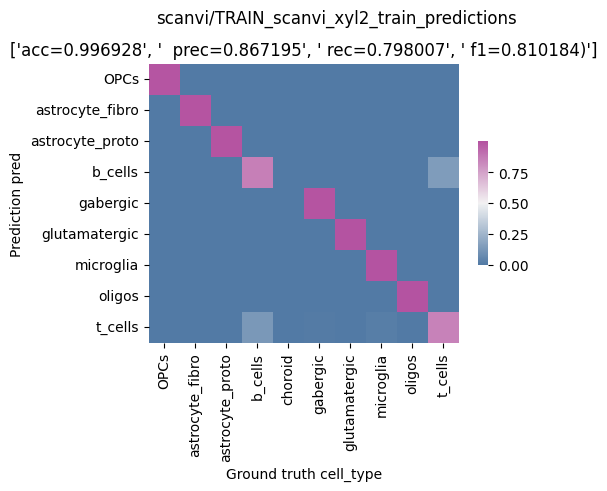 scanvi/TRAIN_scanvi_xyl2_train_predictions
['acc=0.996928', '  prec=0.867195', ' rec=0.798007', ' f1=0.810184)']
OPCs
astrocyte_fibro
astrocyte_proto
b_cells
gabergic
glutamatergic
microglia
oligos
t_cells
Prediction pred
0.75
0.50
0.25
0.00
OPCs
astrocyte_fibro
astrocyte_proto
b_cells
choroid
gabergic
glutamatergic
microglia
oligos
t_cells
Ground truth cell_type